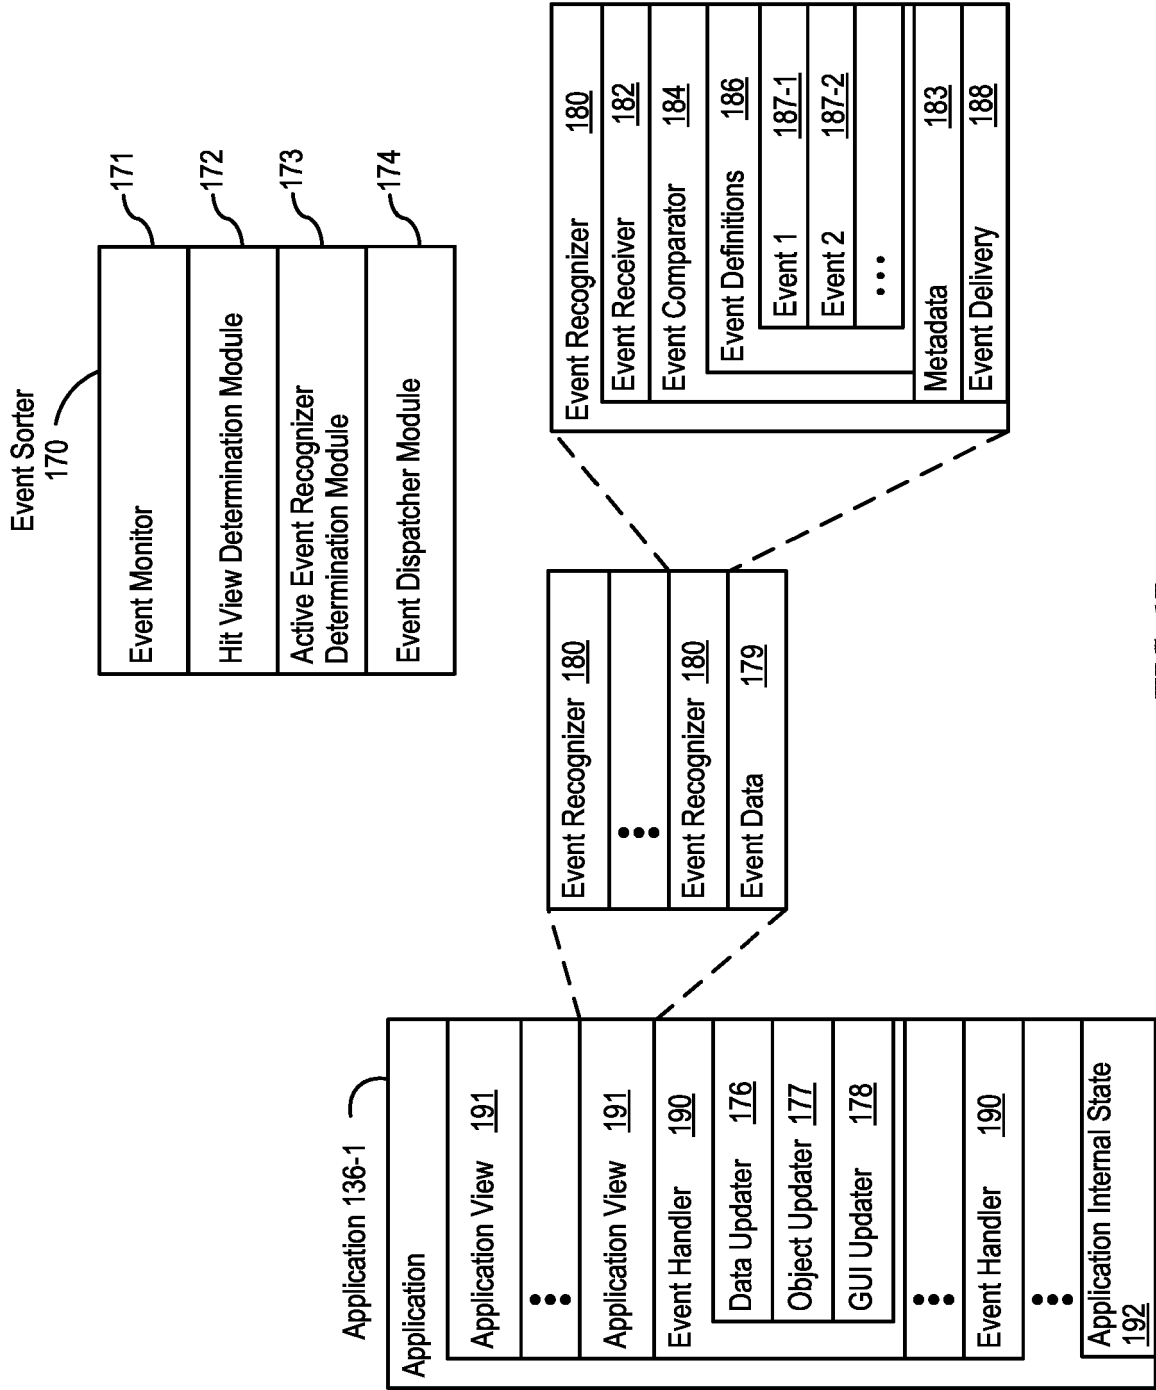 Event Sorter
170
Event Monitor
171
Hit View Determination Module
172
Active Event Recognizer
Determination Module
173
Event Dispatcher Module
174
Application 136-1
Application
Application View 191
Application View 191
Event Handler 190
Data Updater 176
Object Updater 177
GUI Updater 178
Event Handler 190
Application Internal State
192
Event Recognizer 180
Event Recognizer 180
Event Data 179
Event Recognizer 180
Event Receiver 182
Event Comparator 184
Event Definitions 186
Event 1 187-1
Event 2 187-2
Metadata 183
Event Delivery 188